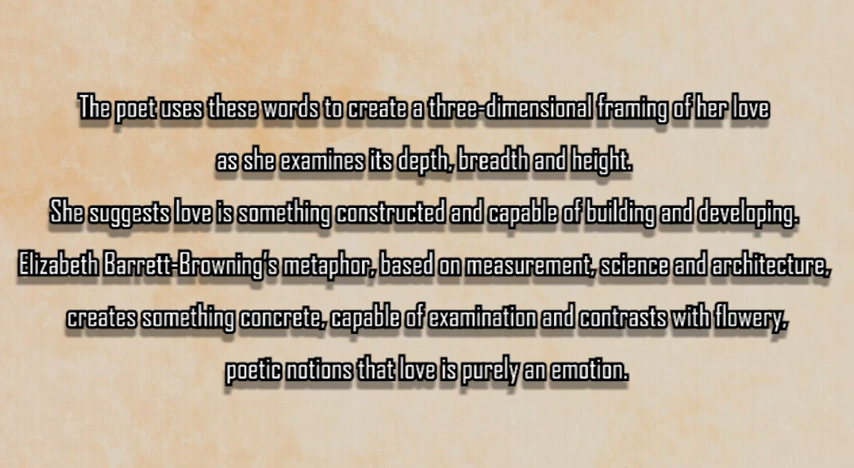 The poet uses these words to create a three-dimensional framing of her love
as she examines its depth, breadth and height.
She suggests love is something constructed and capable of building and developing.
Elizabeth Barrett-Browning's metaphor, based on measurement, science and architecture,
creates something concrete, capable of examination and contrasts with flowery,
poetic notions that love is purely an emotion.